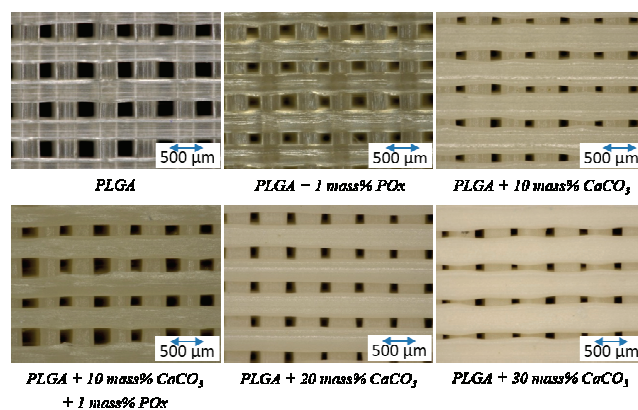 500 µm
500 µm
500 µm
PLGA
PLGA − 1 mass% POx
PLGA + 10 mass% CaCO₃
500 µm
500 µm
500 µm
PLGA + 10 mass% CaCO₃
+ 1 mass% POx
PLGA + 20 mass% CaCO₃
PLGA + 30 mass% CaCO₃